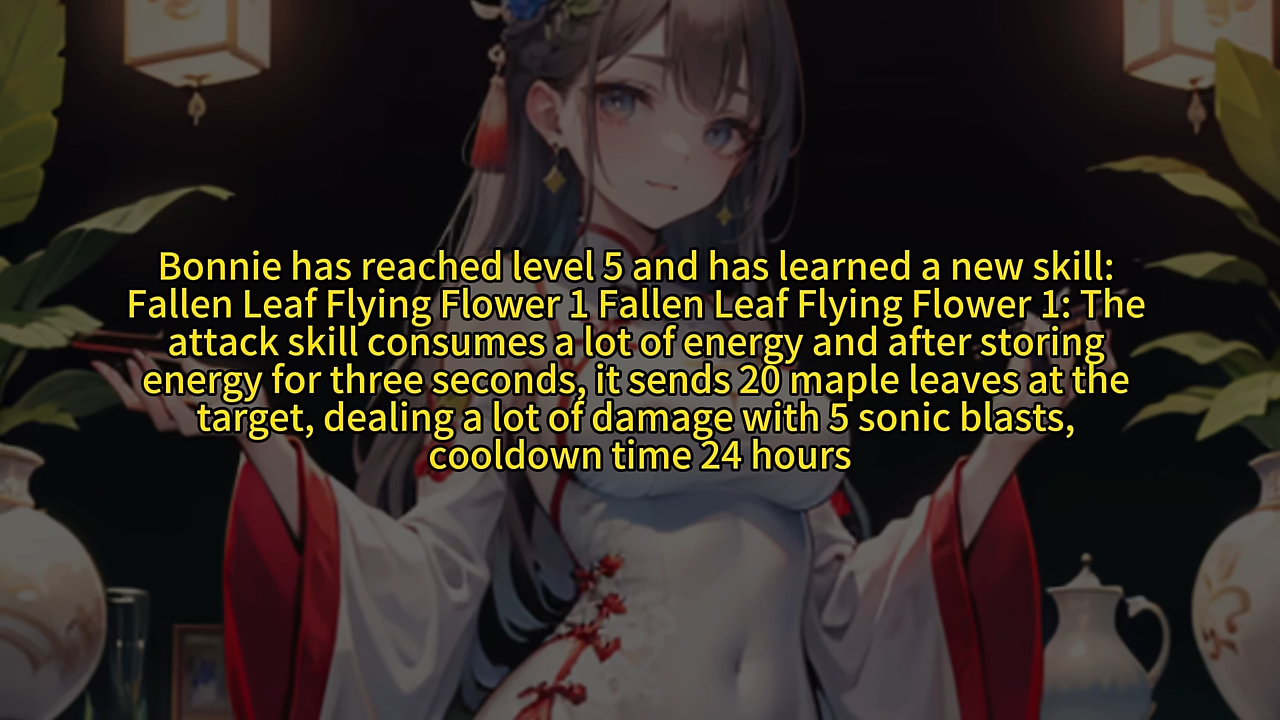 Bonnie has reached level 5 and has learned a new skill:
Fallen Leaf Flying Flower 1 Fallen Leaf Flying Flower 1: The
attack skill consumes a lot of energy and after storing
energy for three seconds, it sends 20 maple leaves at the
target, dealing a lot of damage with 5 sonic blasts,
cooldown time 24 hours